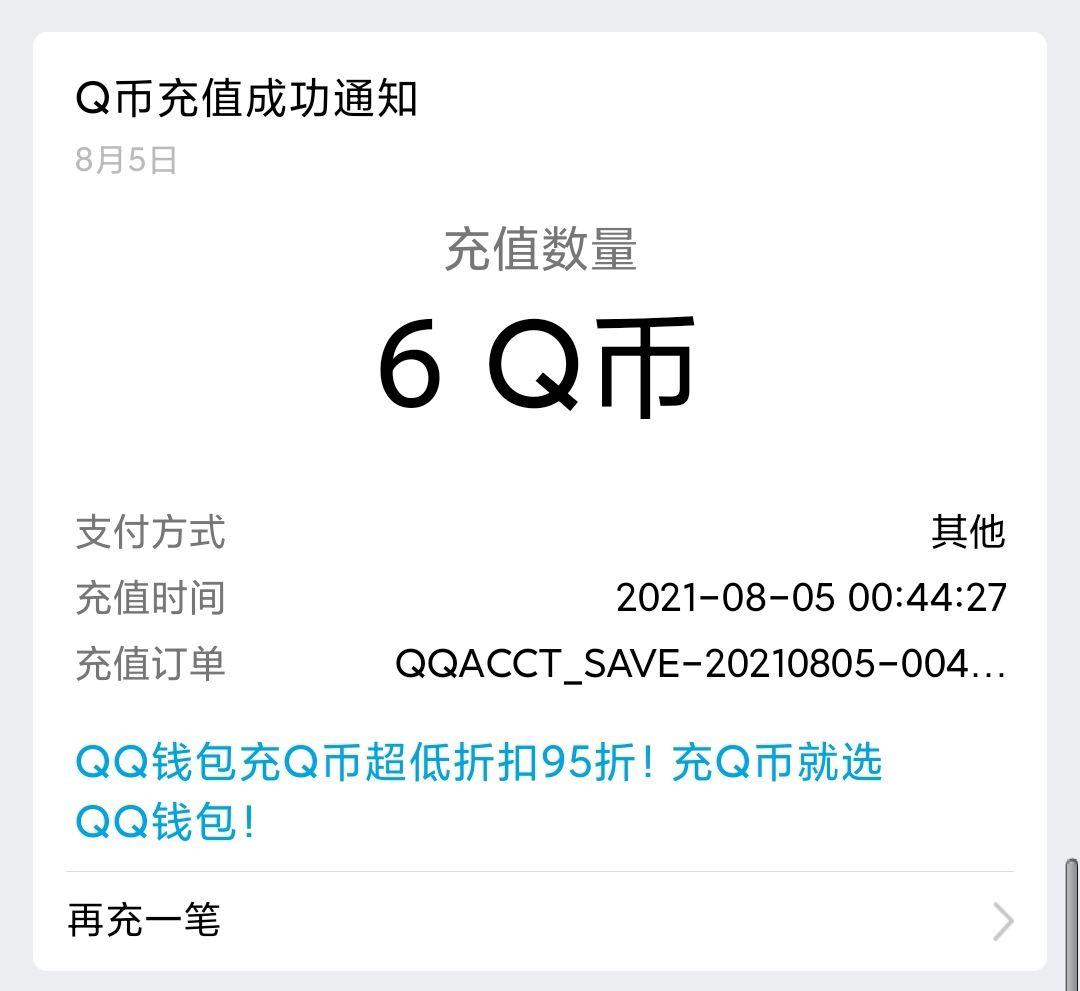 Q币充值成功通知
8月5日
充值数量
6 Q币
支付方式 其他
充值时间 2021-08-05 00:44:27
充值订单 QQACCT_SAVE-20210805-004...
QQ钱包充Q币超低折扣95折！充Q币就选
QQ钱包！
再充一笔